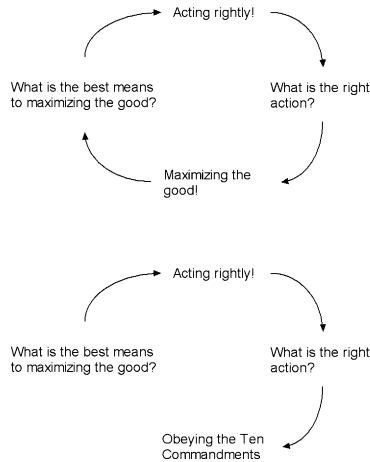 Acting rightly!
What is the best means
to maximizing the good?
What is the right
action?
Maximizing the
good!
Acting rightly!
What is the best means
to maximizing the good?
What is the right
action?
Obeying the Ten
Commandments